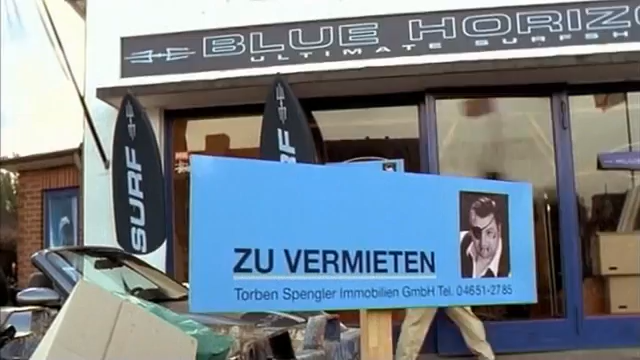 BLUE HORIZ
ULTIMATE SURFSH
SURF
SURF
ZU VERMIETEN
Torben Spengler Immobilien GmbH Tel. 04651-2785